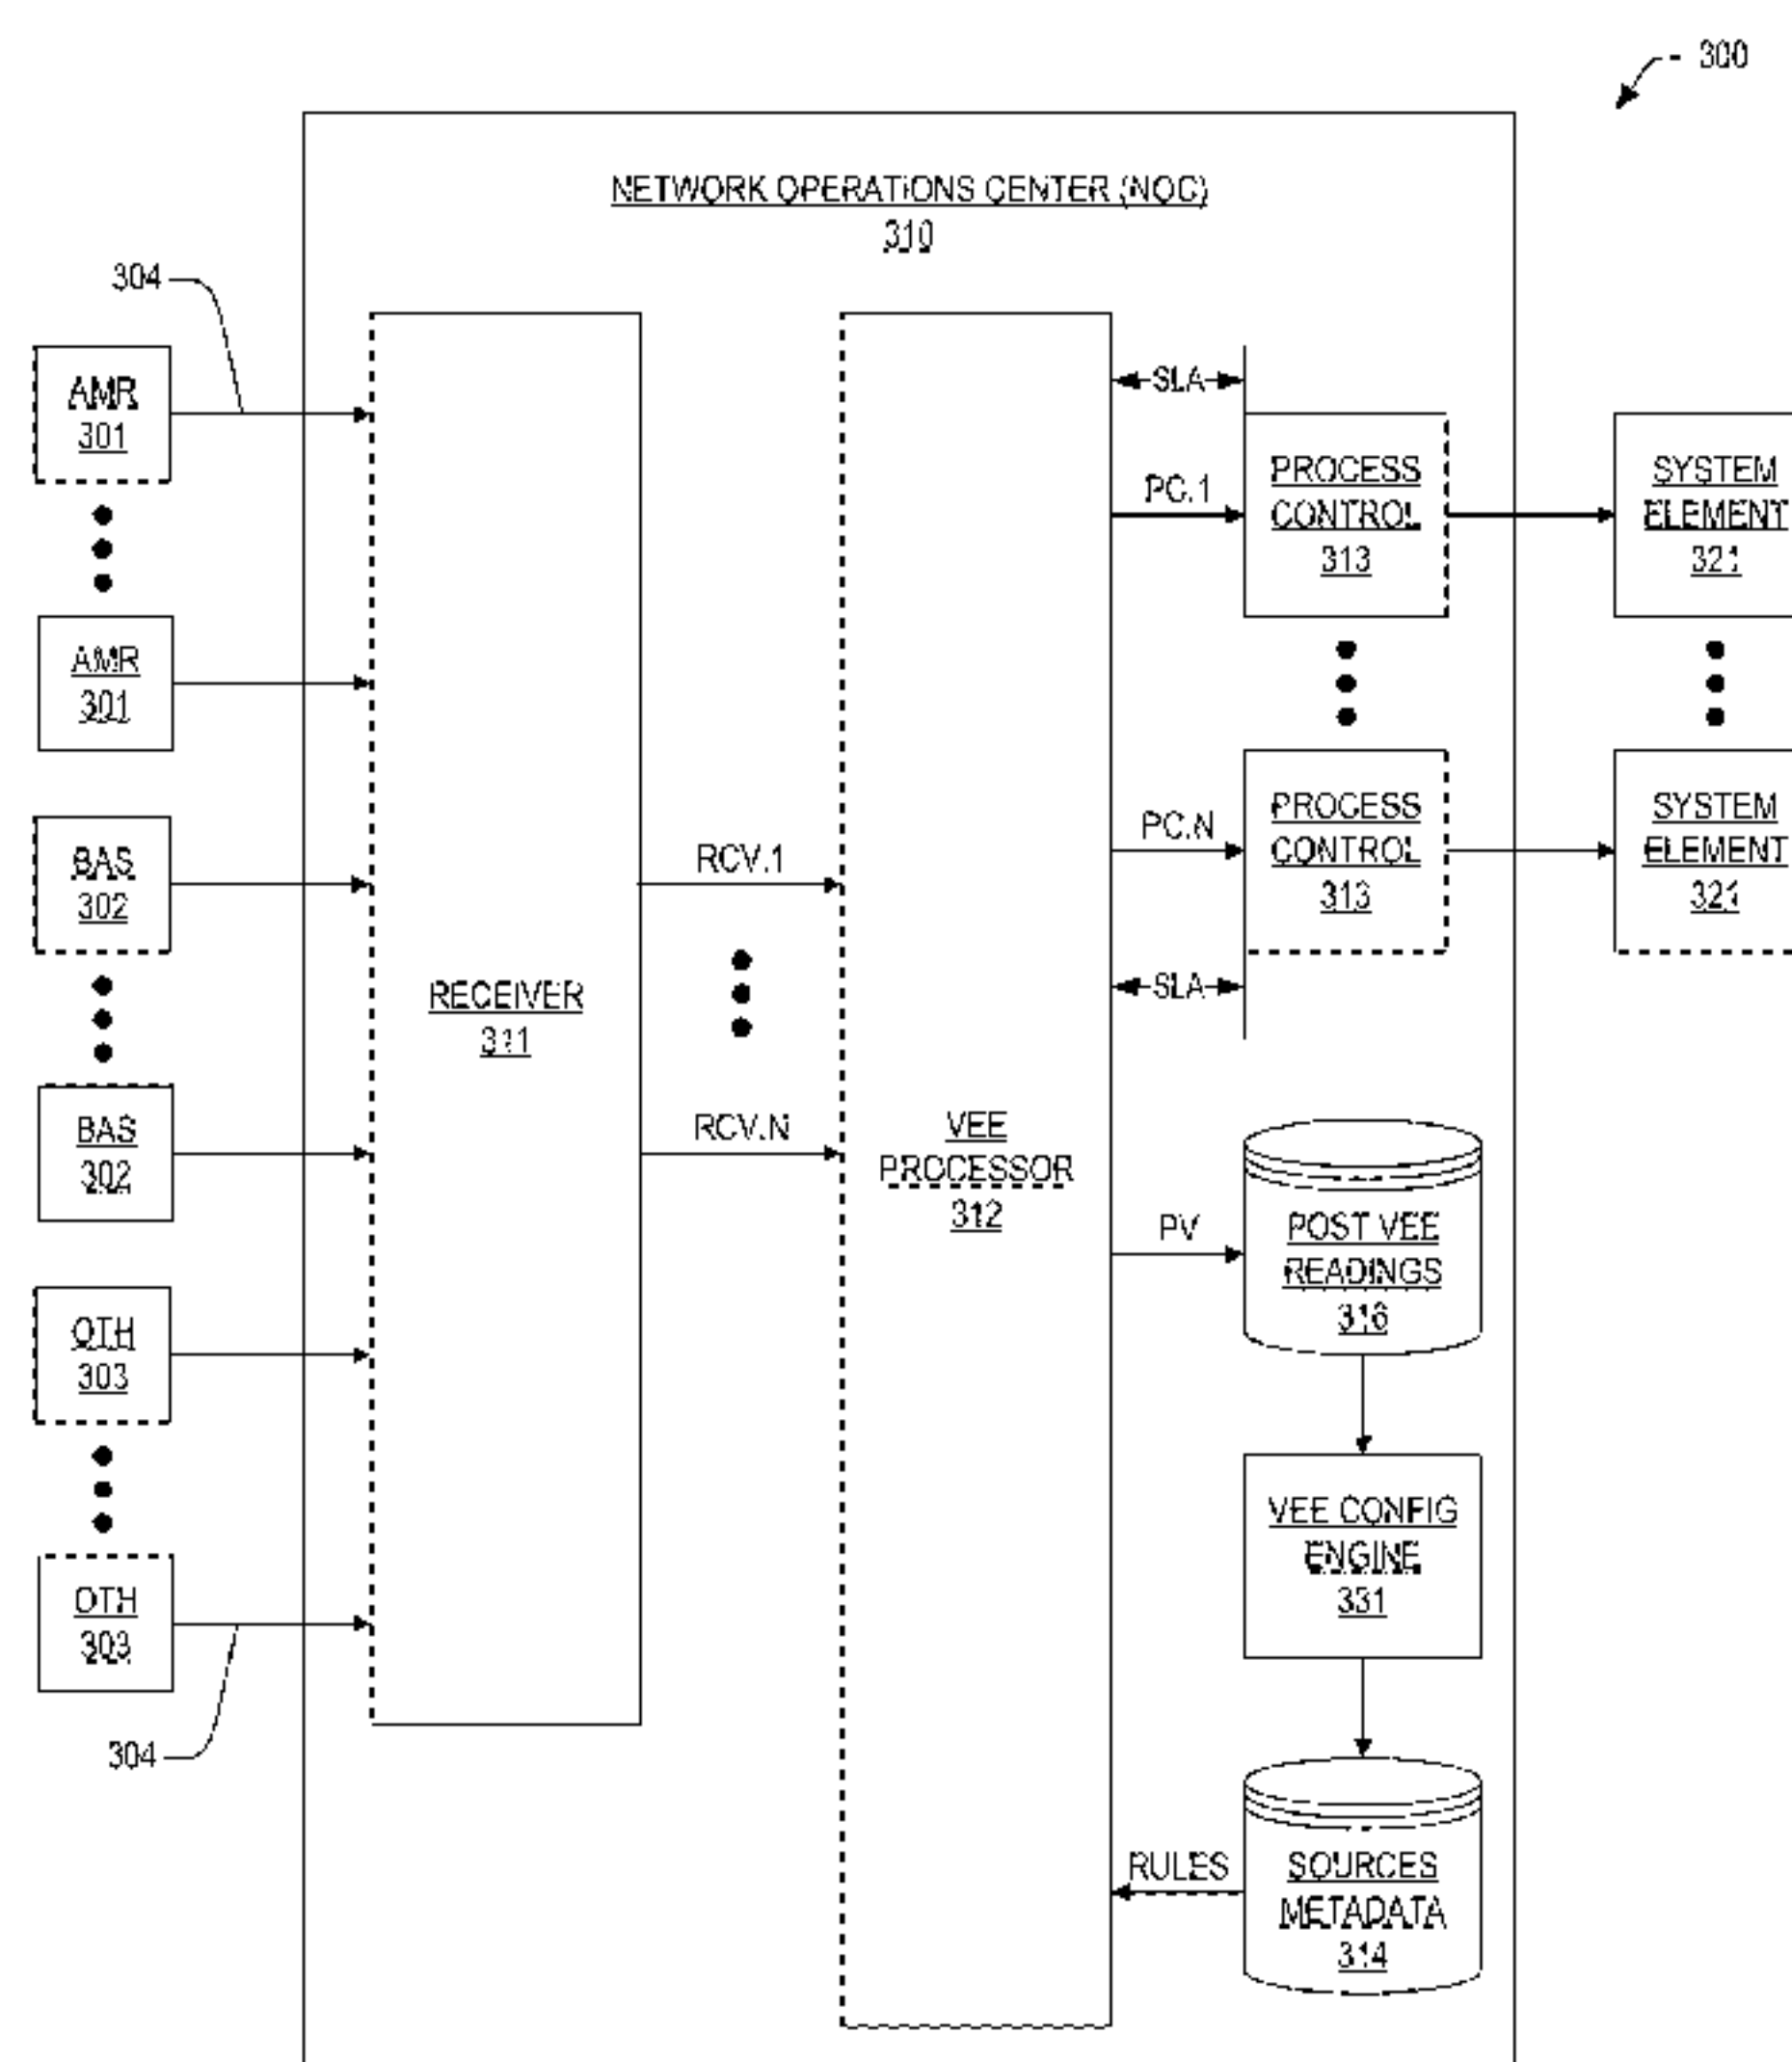 300
NETWORK OPERATIONS CENTER (NOC)
310
304
AMR
301
AMR
301
BAS
302
BAS
302
OTH
303
OTH
303
304
RECEIVER
311
RCV.1
RCV.N
VEE
PROCESSOR
312
SLA
PC.1
PC.N
SLA
PV
RULES
PROCESS
CONTROL
313
PROCESS
CONTROL
313
POST VEE
READINGS
316
VEE CONFIG
ENGINE
331
SOURCES
METADATA
314
SYSTEM
ELEMENT
321
SYSTEM
ELEMENT
321